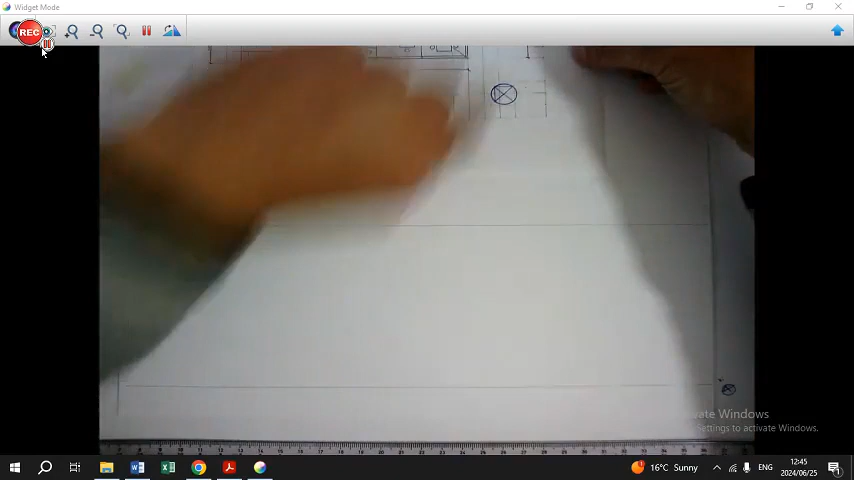 Widget Mode
REC
ate Windows
Settings to activate Windows.
16°C Sunny
ENG
12:45
2024/06/25